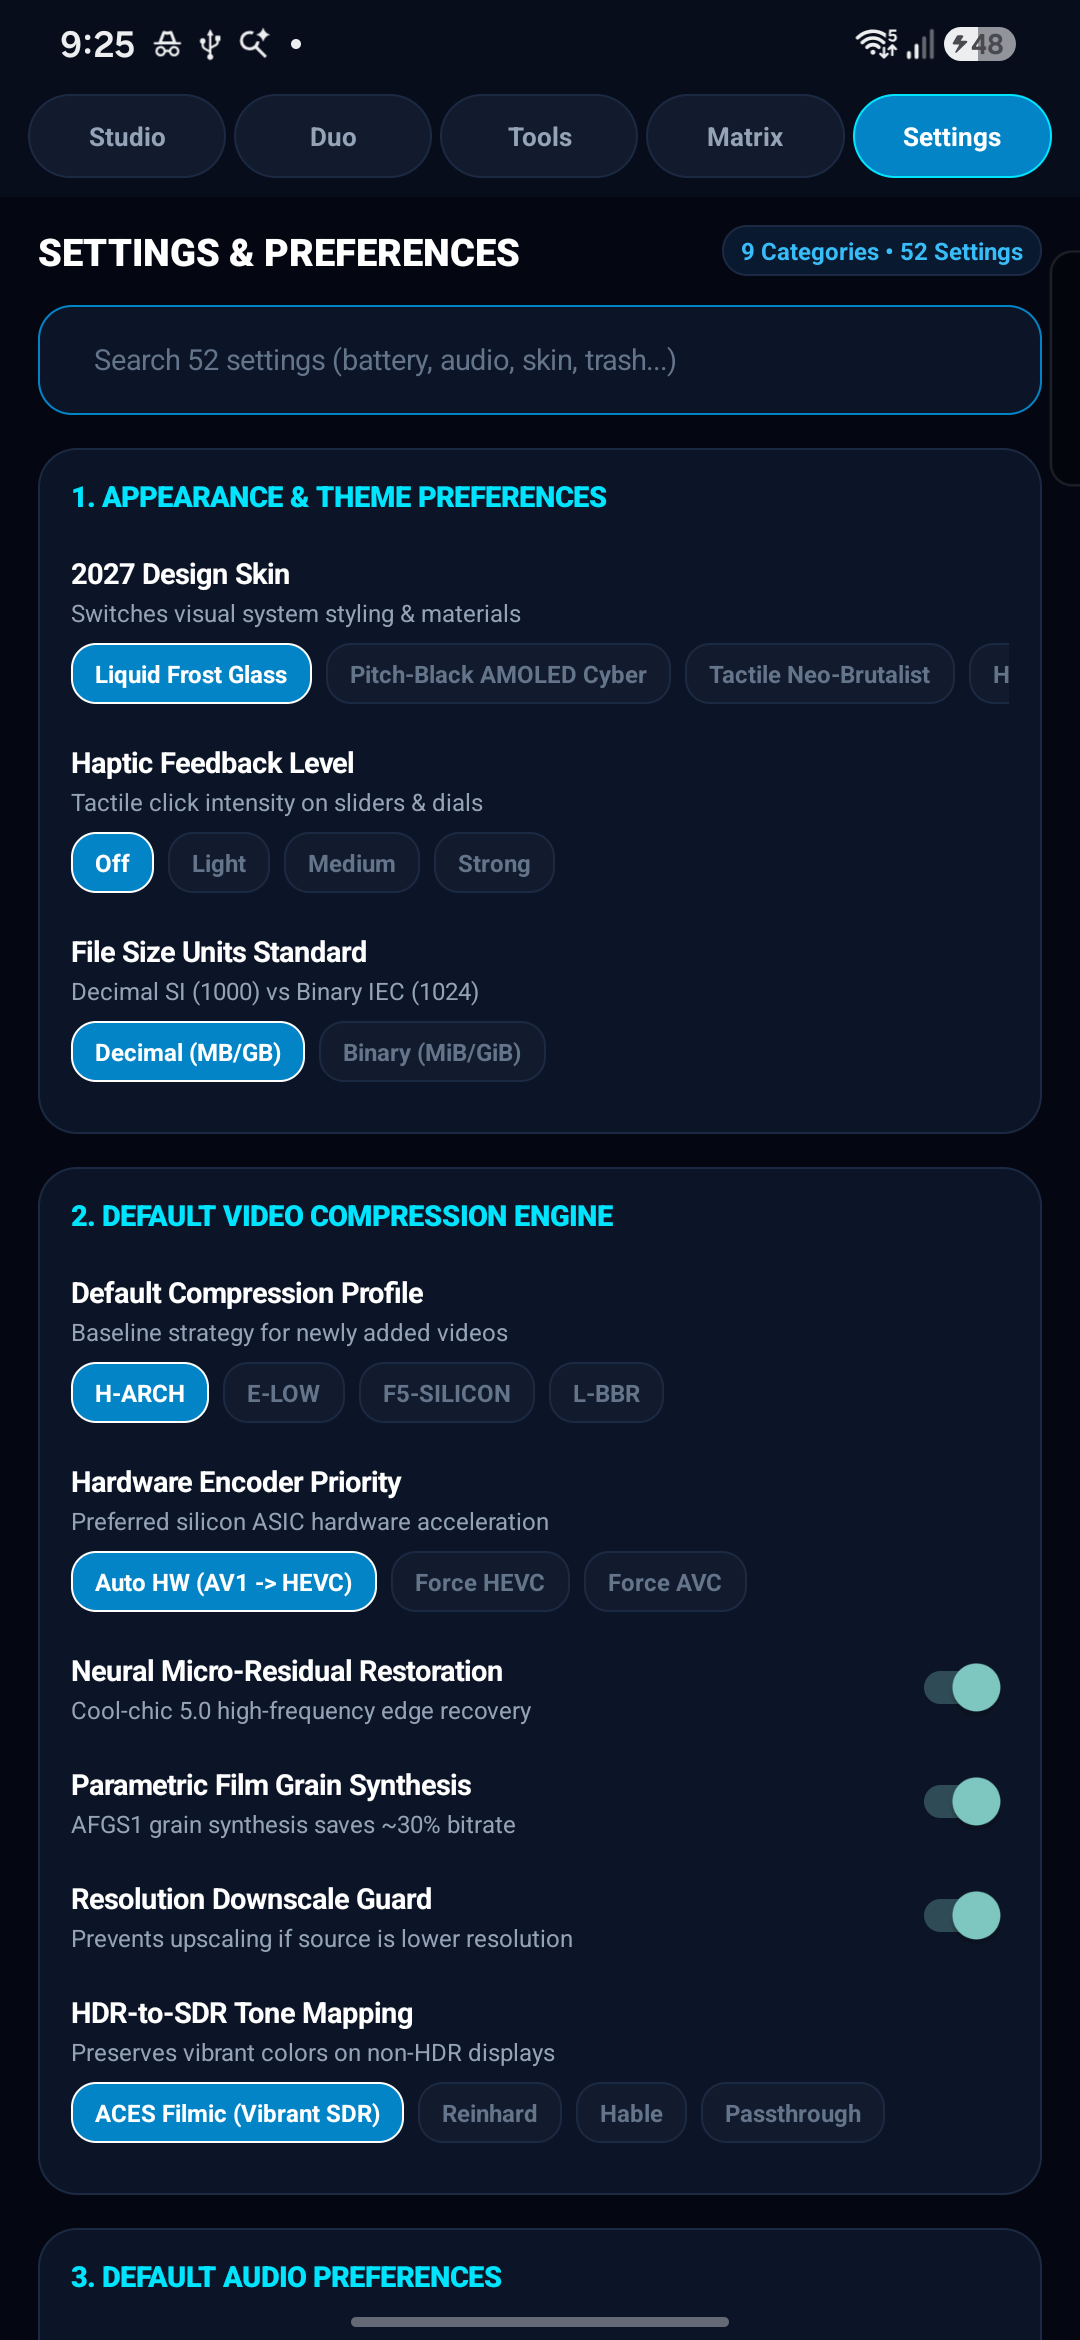 9:25
5
48
Studio
Duo
Tools
Matrix
Settings
SETTINGS & PREFERENCES
9 Categories • 52 Settings
Search 52 settings (battery, audio, skin, trash...)
1. APPEARANCE & THEME PREFERENCES
2027 Design Skin
Switches visual system styling & materials
Liquid Frost Glass
Pitch-Black AMOLED Cyber
Tactile Neo-Brutalist
H
Haptic Feedback Level
Tactile click intensity on sliders & dials
Off
Light
Medium
Strong
File Size Units Standard
Decimal SI (1000) vs Binary IEC (1024)
Decimal (MB/GB)
Binary (MiB/GiB)
2. DEFAULT VIDEO COMPRESSION ENGINE
Default Compression Profile
Baseline strategy for newly added videos
H-ARCH
E-LOW
F5-SILICON
L-BBR
Hardware Encoder Priority
Preferred silicon ASIC hardware acceleration
Auto HW (AV1 -> HEVC)
Force HEVC
Force AVC
Neural Micro-Residual Restoration
Cool-chic 5.0 high-frequency edge recovery
Parametric Film Grain Synthesis
AFGS1 grain synthesis saves ~30% bitrate
Resolution Downscale Guard
Prevents upscaling if source is lower resolution
HDR-to-SDR Tone Mapping
Preserves vibrant colors on non-HDR displays
ACES Filmic (Vibrant SDR)
Reinhard
Hable
Passthrough
3. DEFAULT AUDIO PREFERENCES